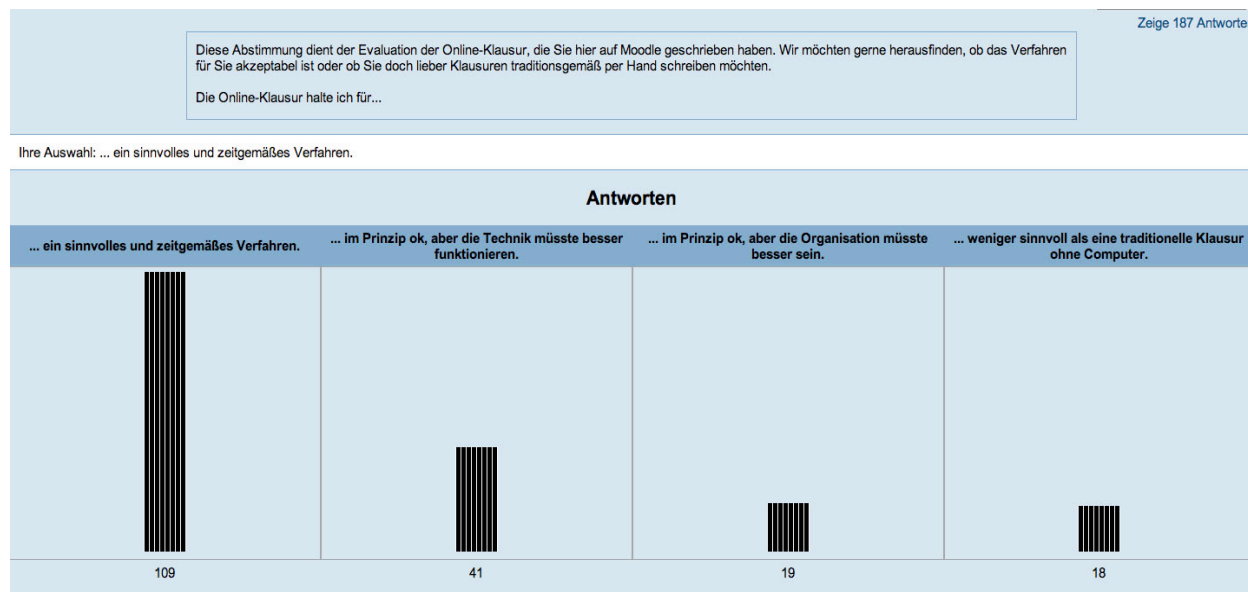 Zeige 187 Antworte
Diese Abstimmung dient der Evaluation der Online-Klausur, die Sie hier auf Moodle geschrieben haben. Wir möchten gerne herausfinden, ob das Verfahren
für Sie akzeptabel ist oder ob Sie doch lieber Klausuren traditionsgemäß per Hand schreiben möchten.
Die Online-Klausur halte ich für...
Ihre Auswahl: ... ein sinnvolles und zeitgemäßes Verfahren.
Antworten
... ein sinnvolles und zeitgemäßes Verfahren.
... im Prinzip ok, aber die Technik müsste besser
funktionieren.
... im Prinzip ok, aber die Organisation müsste
besser sein.
... weniger sinnvoll als eine traditionelle Klausur
ohne Computer.
109
41
19
18